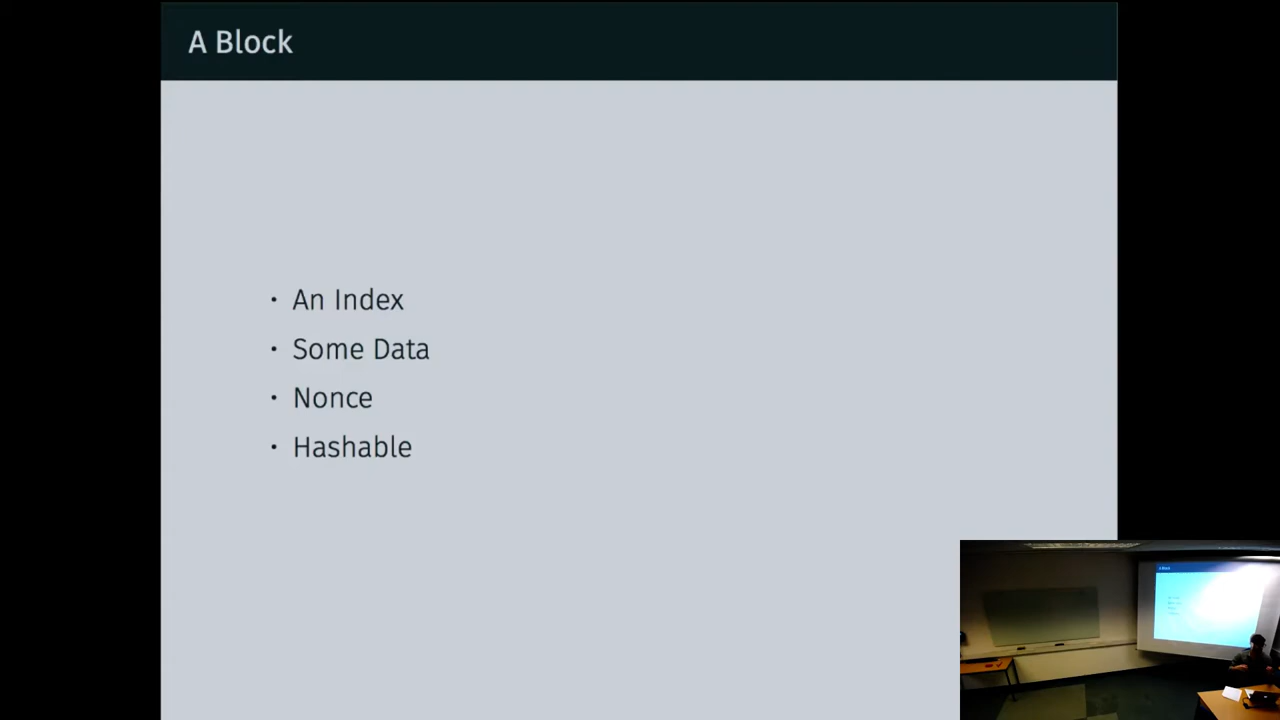 A Block
• An Index
• Some Data
• Nonce
• Hashable